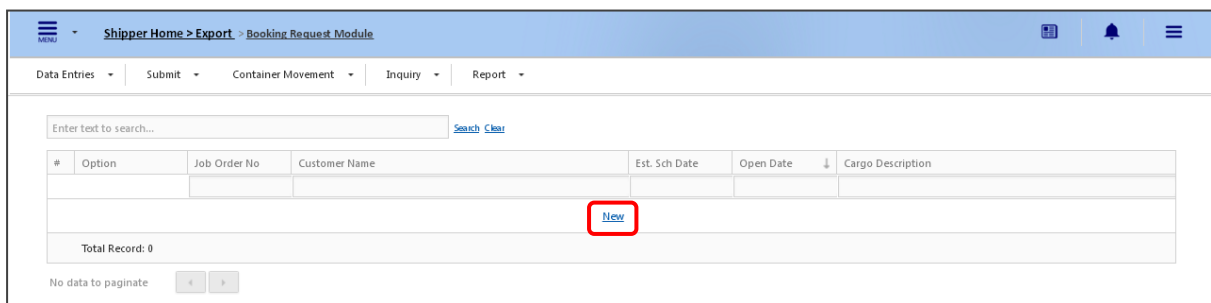 MENU Shipper Home > Export > Booking Request Module
Data Entries Submit Container Movement Inquiry Report
Enter text to search... Search Clear
# Option Job Order No Customer Name Est. Sch Date Open Date ↓ Cargo Description
New
Total Record: 0
No data to paginate